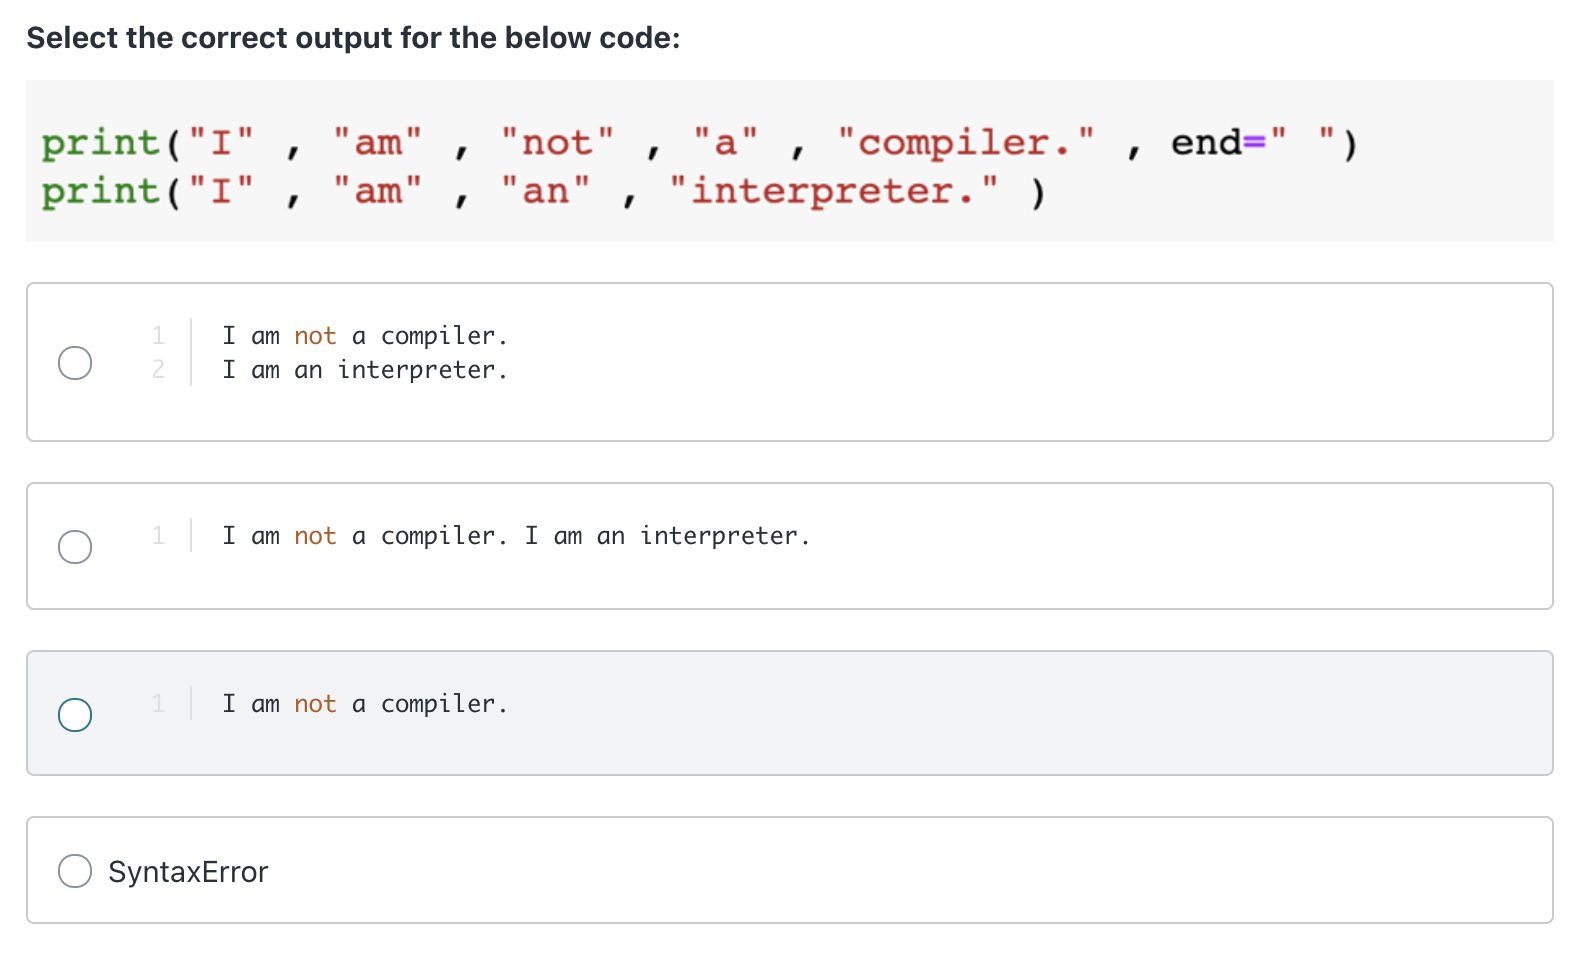 Select the correct output for the below code:
print("I" , "am" , "not" , "a" , "compiler." , end=" ")
print("I" , "am" , "an" , "interpreter." )
1 I am not a compiler.
2 I am an interpreter.
1 I am not a compiler. I am an interpreter.
1 I am not a compiler.
SyntaxError